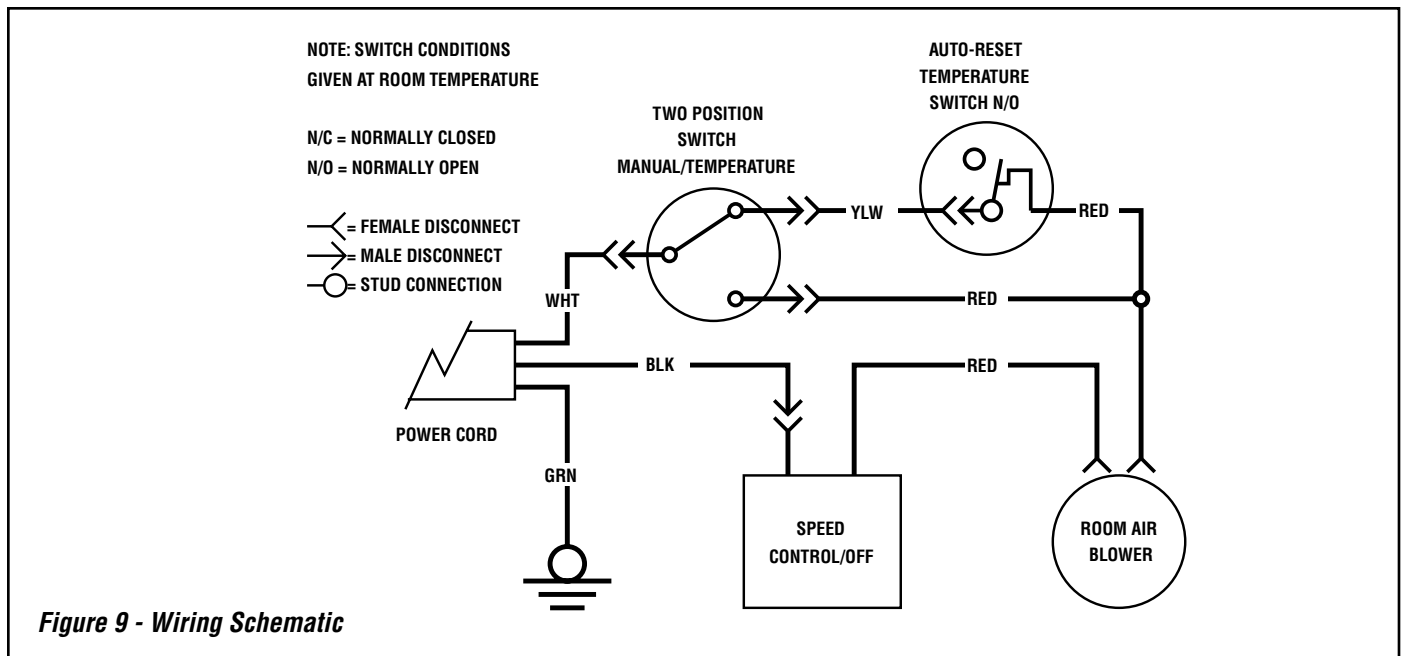 NOTE: SWITCH CONDITIONS
GIVEN AT ROOM TEMPERATURE
N/C = NORMALLY CLOSED
N/O = NORMALLY OPEN
= FEMALE DISCONNECT
= MALE DISCONNECT
= STUD CONNECTION
TWO POSITION
SWITCH
MANUAL/TEMPERATURE
AUTO-RESET
TEMPERATURE
SWITCH N/O
YLW
RED
WHT
RED
BLK
RED
POWER CORD
GRN
SPEED
CONTROL/OFF
ROOM AIR
BLOWER
Figure 9 - Wiring Schematic